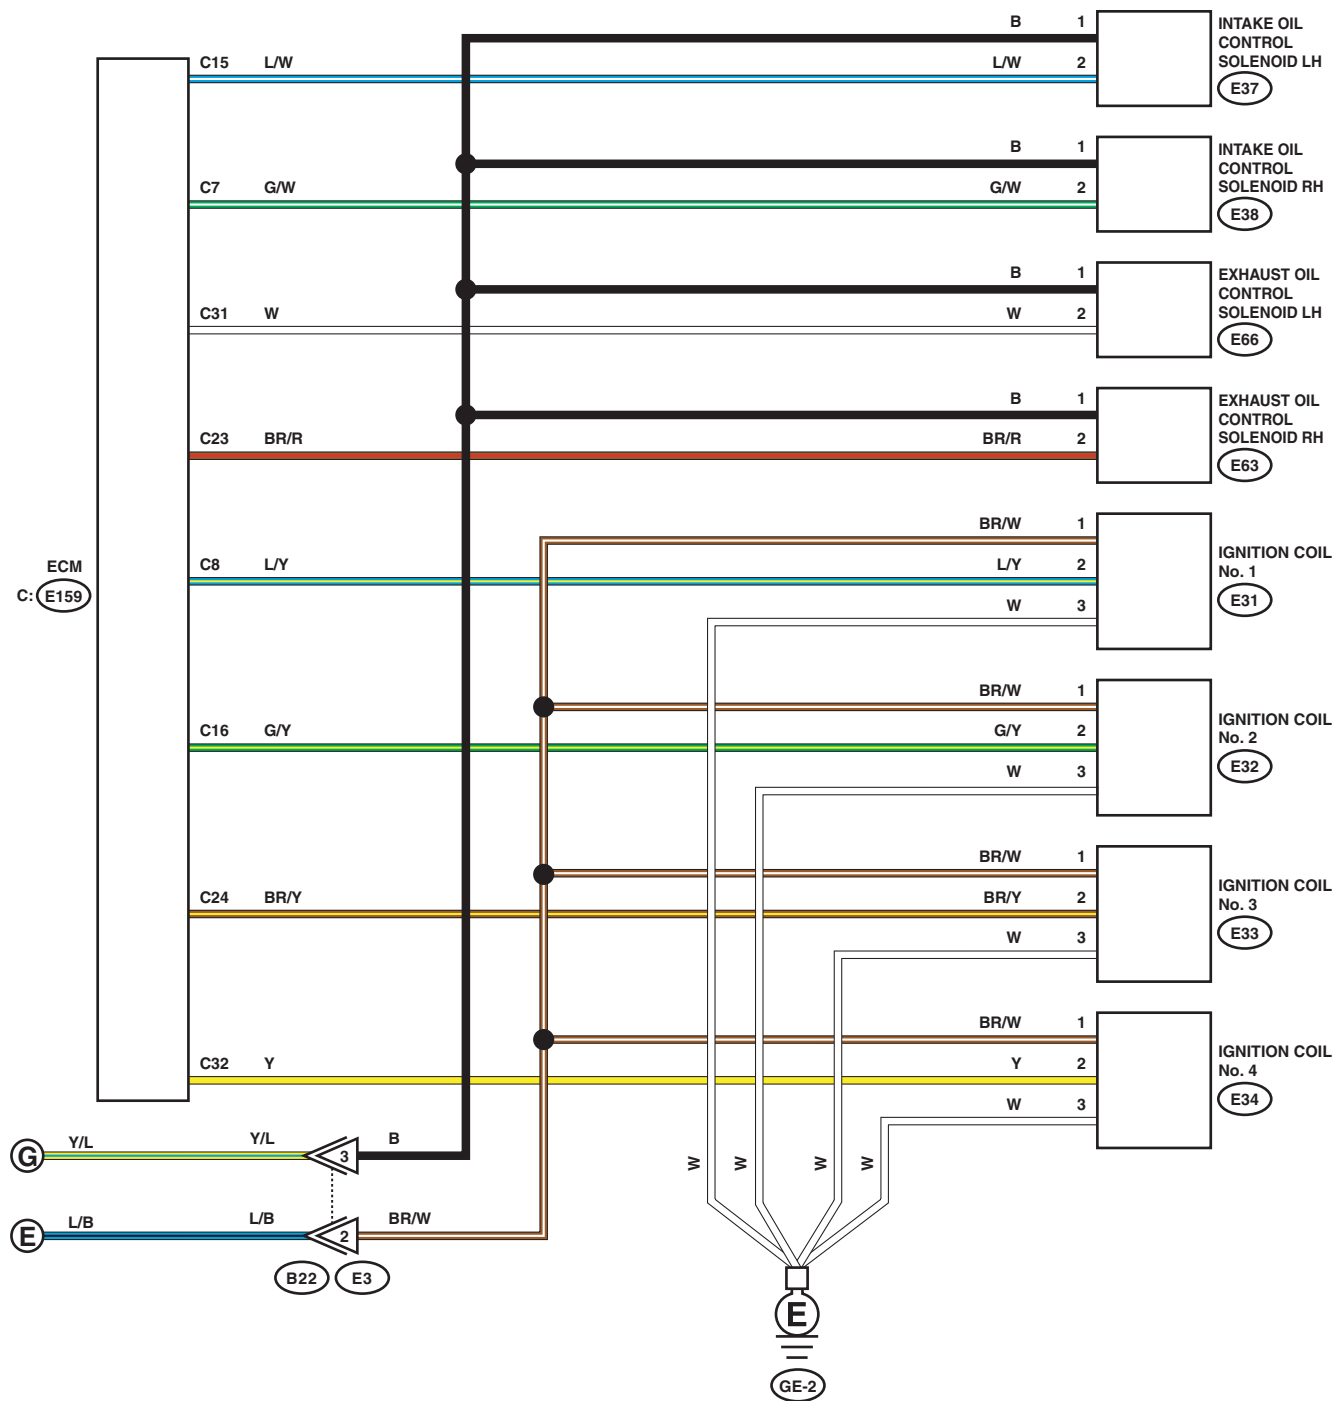 B 1
INTAKE OIL
CONTROL
SOLENOID LH
E37
C15 L/W L/W 2
B 1
INTAKE OIL
CONTROL
SOLENOID RH
E38
C7 G/W G/W 2
B 1
EXHAUST OIL
CONTROL
SOLENOID LH
E66
C31 W W 2
B 1
EXHAUST OIL
CONTROL
SOLENOID RH
E63
C23 BR/R BR/R 2
BR/W 1
ECM
C: E159
C8 L/Y L/Y 2
W 3
IGNITION COIL
No. 1
E31
BR/W 1
C16 G/Y G/Y 2
W 3
IGNITION COIL
No. 2
E32
BR/W 1
C24 BR/Y BR/Y 2
W 3
IGNITION COIL
No. 3
E33
BR/W 1
C32 Y Y 2
W 3
IGNITION COIL
No. 4
E34
G Y/L Y/L 3 B
W W W W
E L/B L/B 2 BR/W
B22 E3
E
GE-2